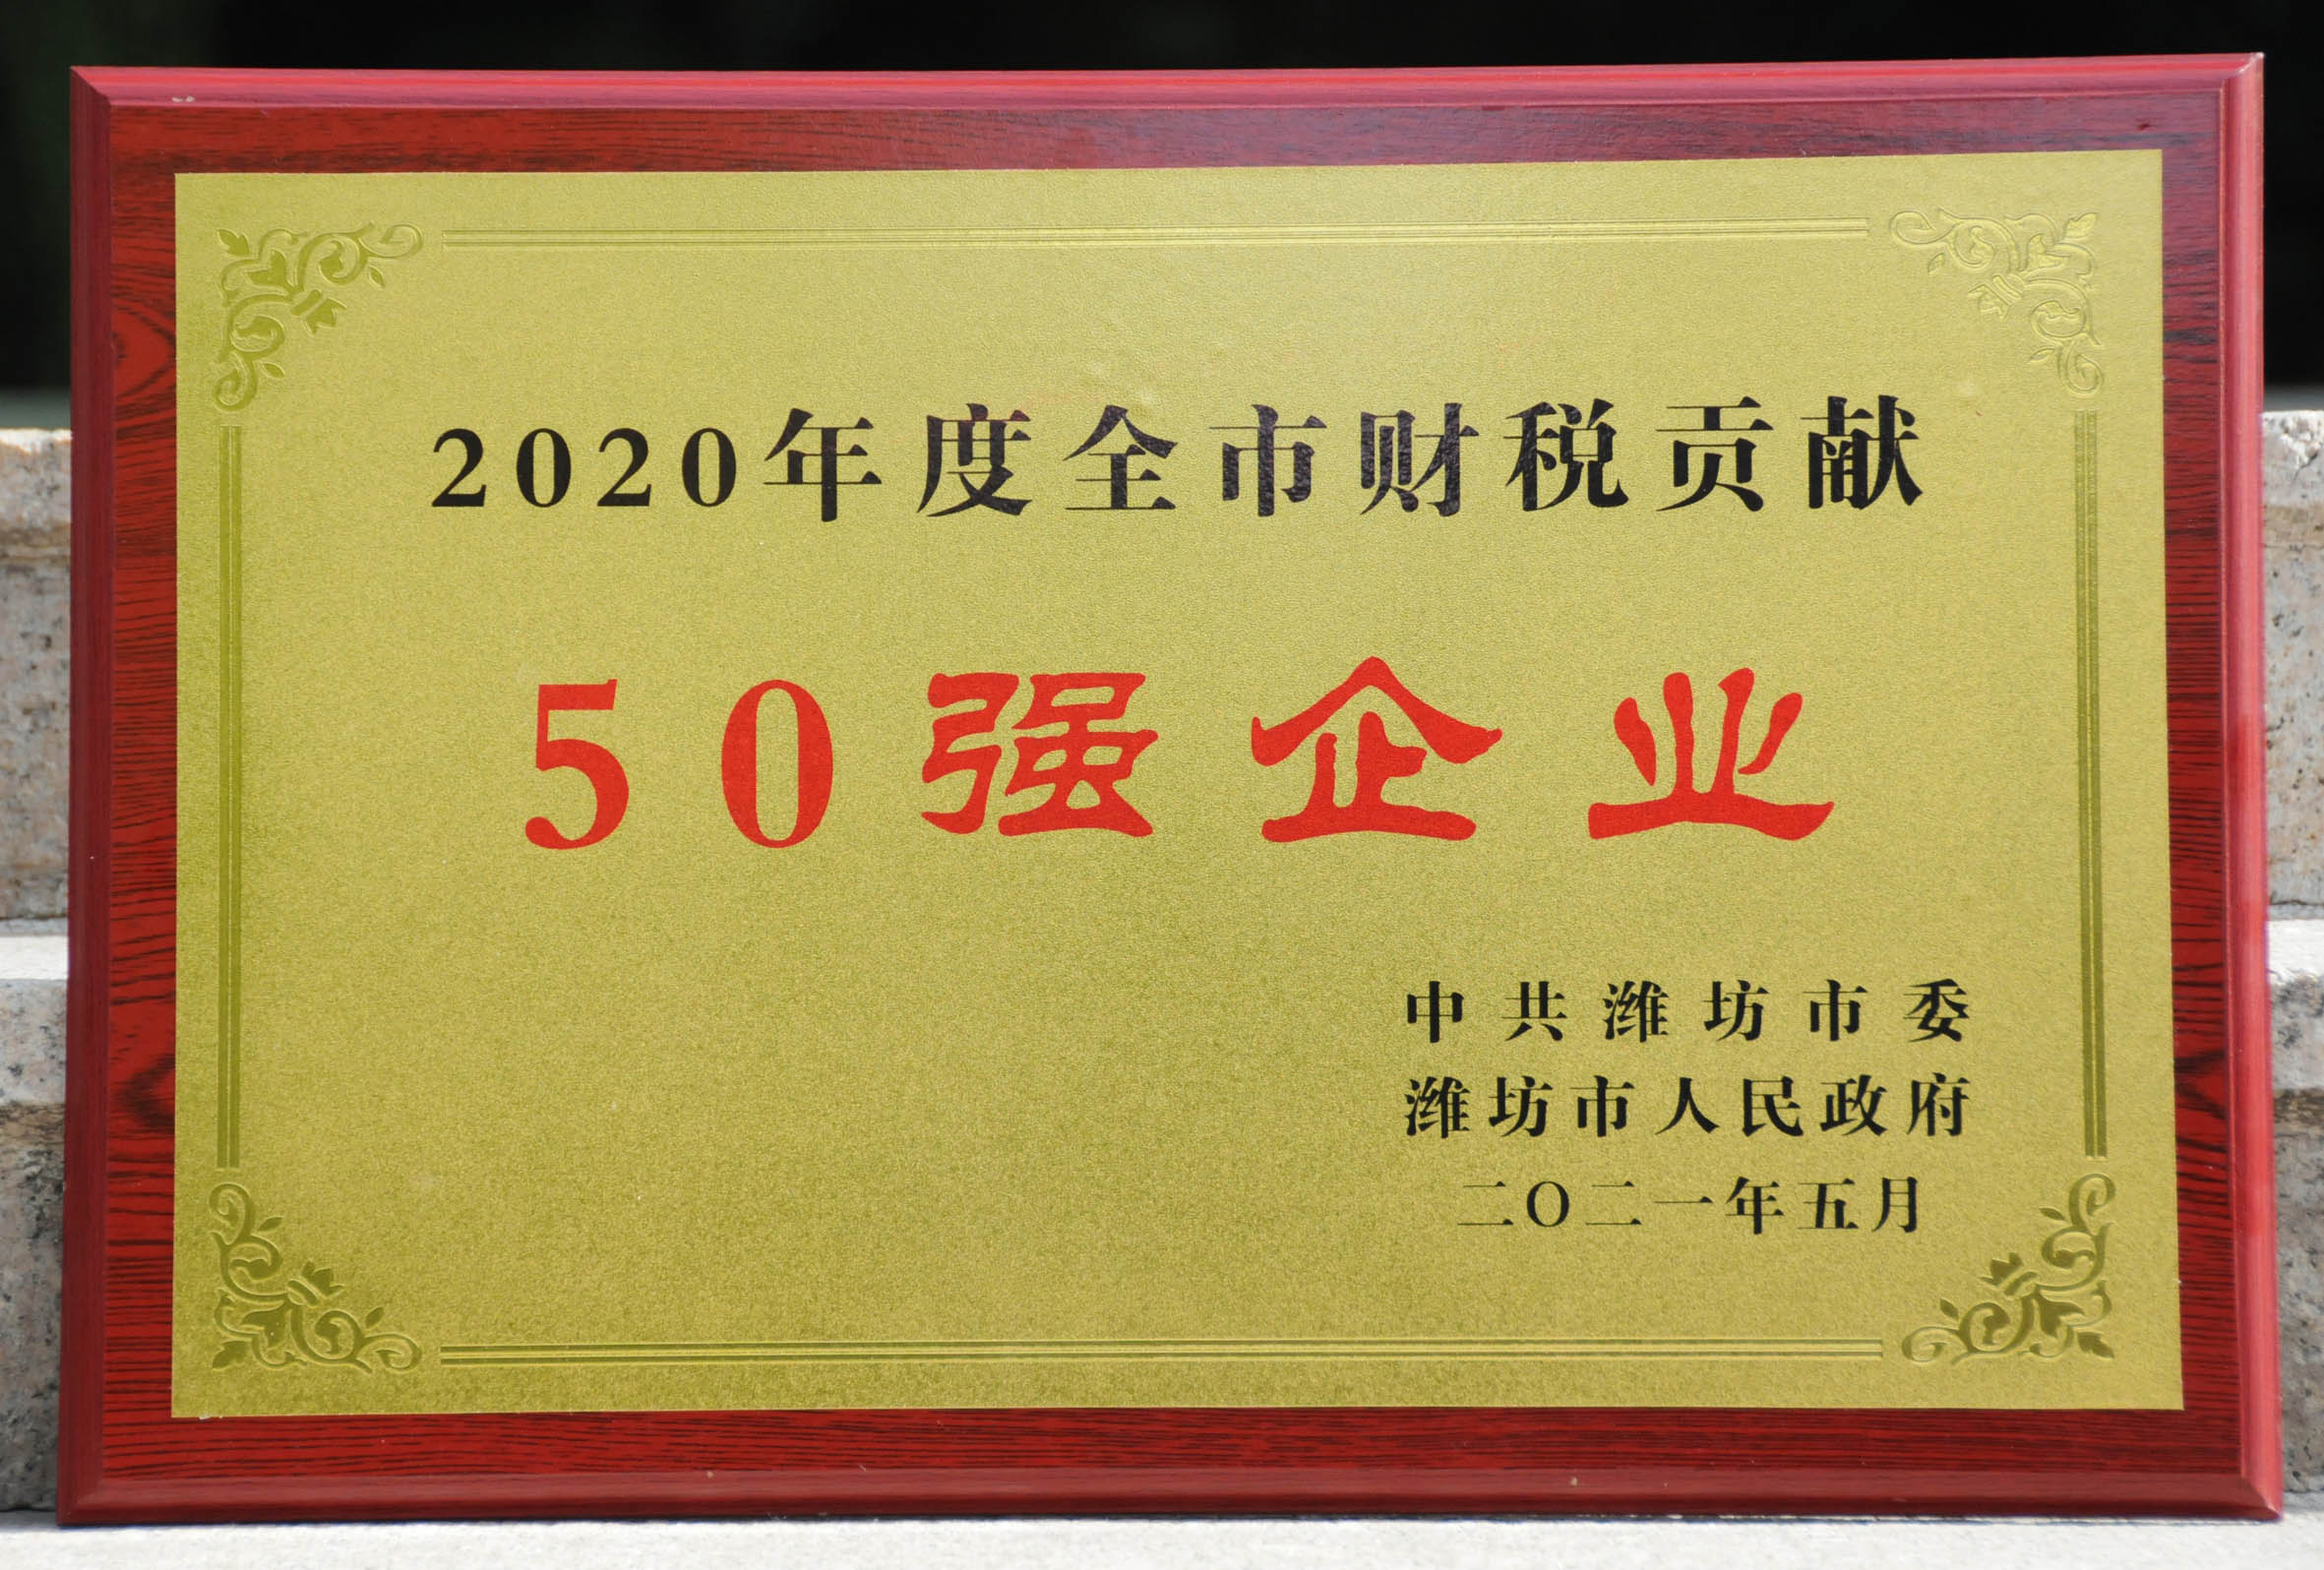 2020年度全市财税贡献
50强企业
中共潍坊市委
潍坊市人民政府
二〇二一年五月